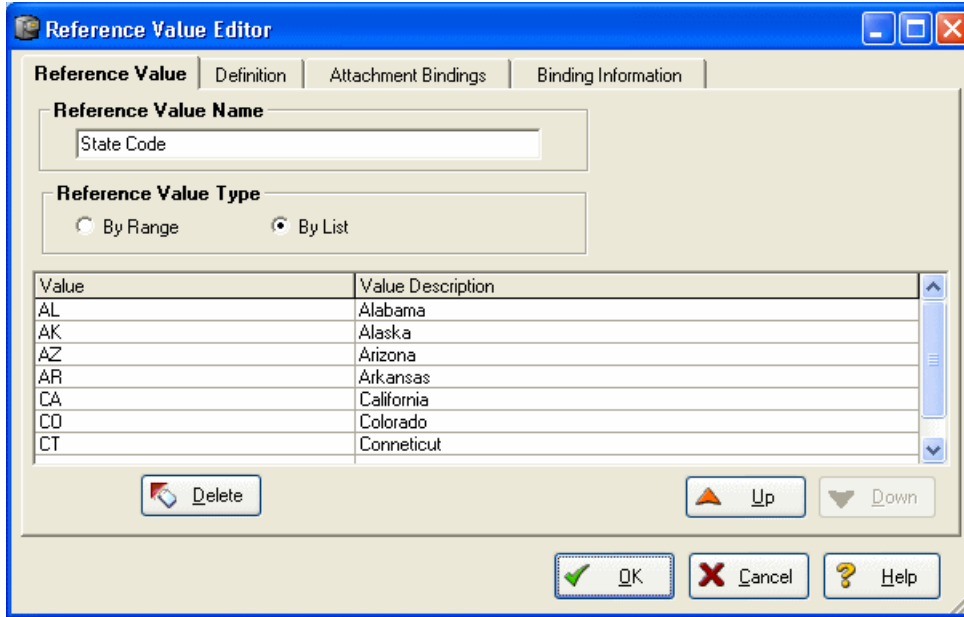 Reference Value Editor
Reference Value Definition Attachment Bindings Binding Information
Reference Value Name
State Code
Reference Value Type
By Range By List
Value Value Description
AL Alabama
AK Alaska
AZ Arizona
AR Arkansas
CA California
CO Colorado
CT Conneticut
Delete Up Down
OK Cancel Help